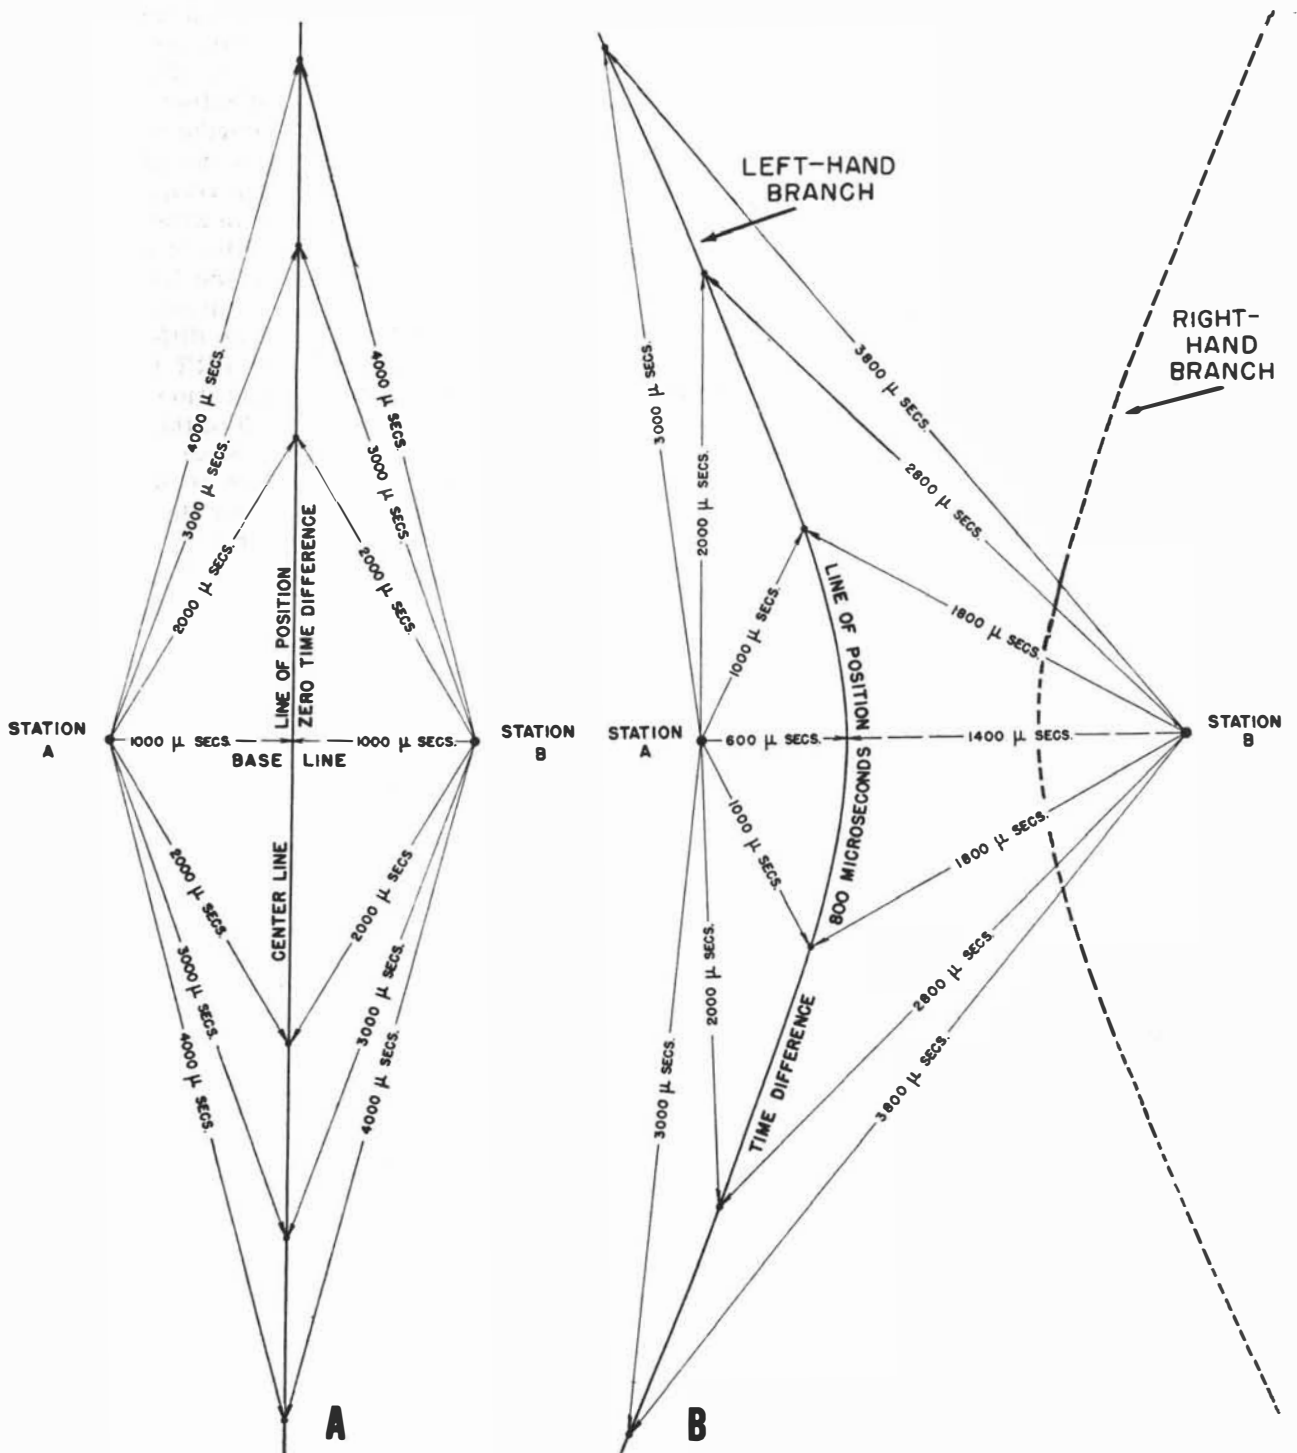 4000 μ SECS.
3000 μ SECS.
2000 μ SECS.
4000 μ SECS.
3000 μ SECS.
2000 μ SECS.
LINE OF POSITION
ZERO TIME DIFFERENCE
STATION
A
1000 μ SECS.
1000 μ SECS.
BASE LINE
STATION
B
CENTER LINE
2000 μ SECS.
3000 μ SECS.
4000 μ SECS.
2000 μ SECS
3000 μ SECS.
4000 μ SECS.
A
LEFT-HAND
BRANCH
RIGHT-
HAND
BRANCH
3000 μ SECS.
2000 μ SECS.
1000 μ SECS.
3800 μ SECS.
2800 μ SECS.
1800 μ SECS.
STATION
A
600 μ SECS.
1400 μ SECS.
STATION
B
LINE OF POSITION
800 MICROSECONDS
TIME DIFFERENCE
1000 μ SECS.
2000 μ SECS.
3000 μ SECS.
1800 μ SECS.
2800 μ SECS.
3800 μ SECS.
B